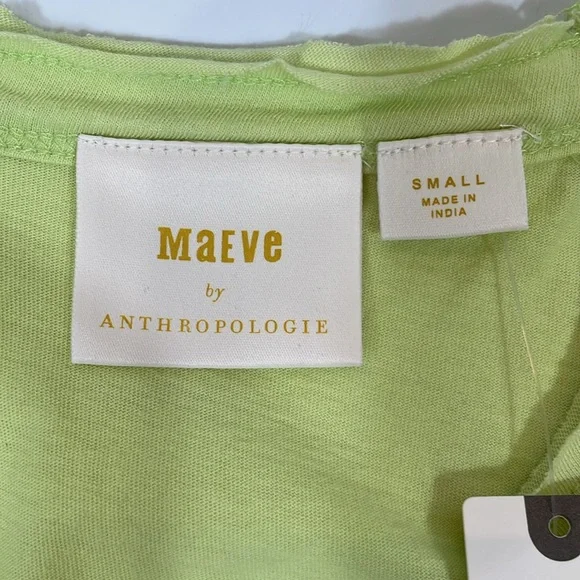 MaEve
by
ANTHROPOLOGIE
SMALL
MADE IN
INDIA